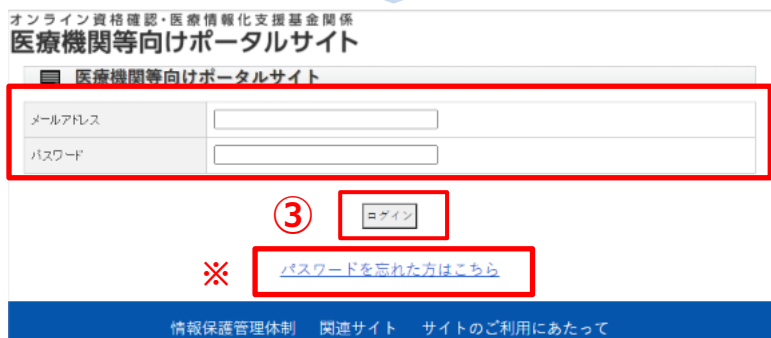 オンライン資格確認・医療情報化支援基金関係
医療機関等向けポータルサイト
医療機関等向けポータルサイト
メールアドレス
パスワード
③ ログイン
※ パスワードを忘れた方はこちら
情報保護管理体制 関連サイト サイトのご利用にあたって